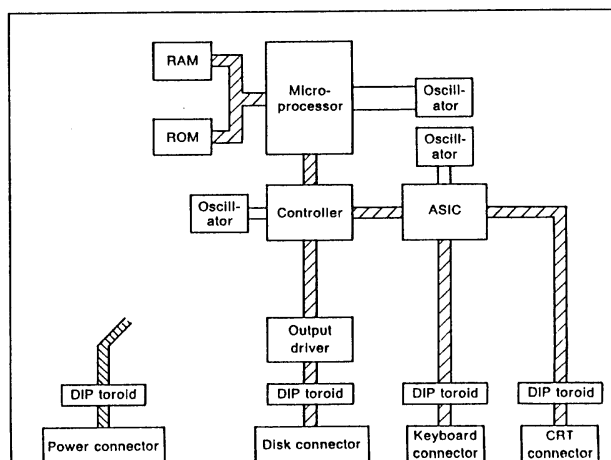 RAM
Micro-
processor
Oscill-
ator
ROM
Oscill-
ator
Oscill-
ator
Controller
ASIC
Output
driver
DIP toroid
DIP toroid
DIP toroid
DIP toroid
Power connector
Disk connector
Keyboard
connector
CRT
connector